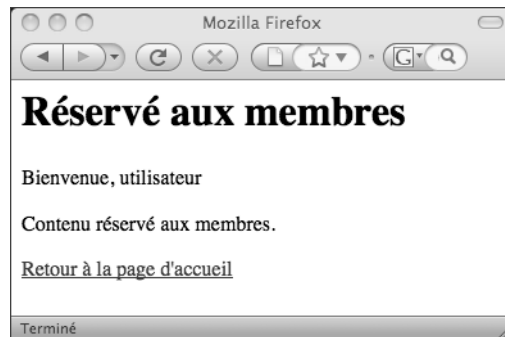 Mozilla Firefox
G
Réservé aux membres
Bienvenue, utilisateur
Contenu réservé aux membres.
Retour à la page d'accueil
Terminé